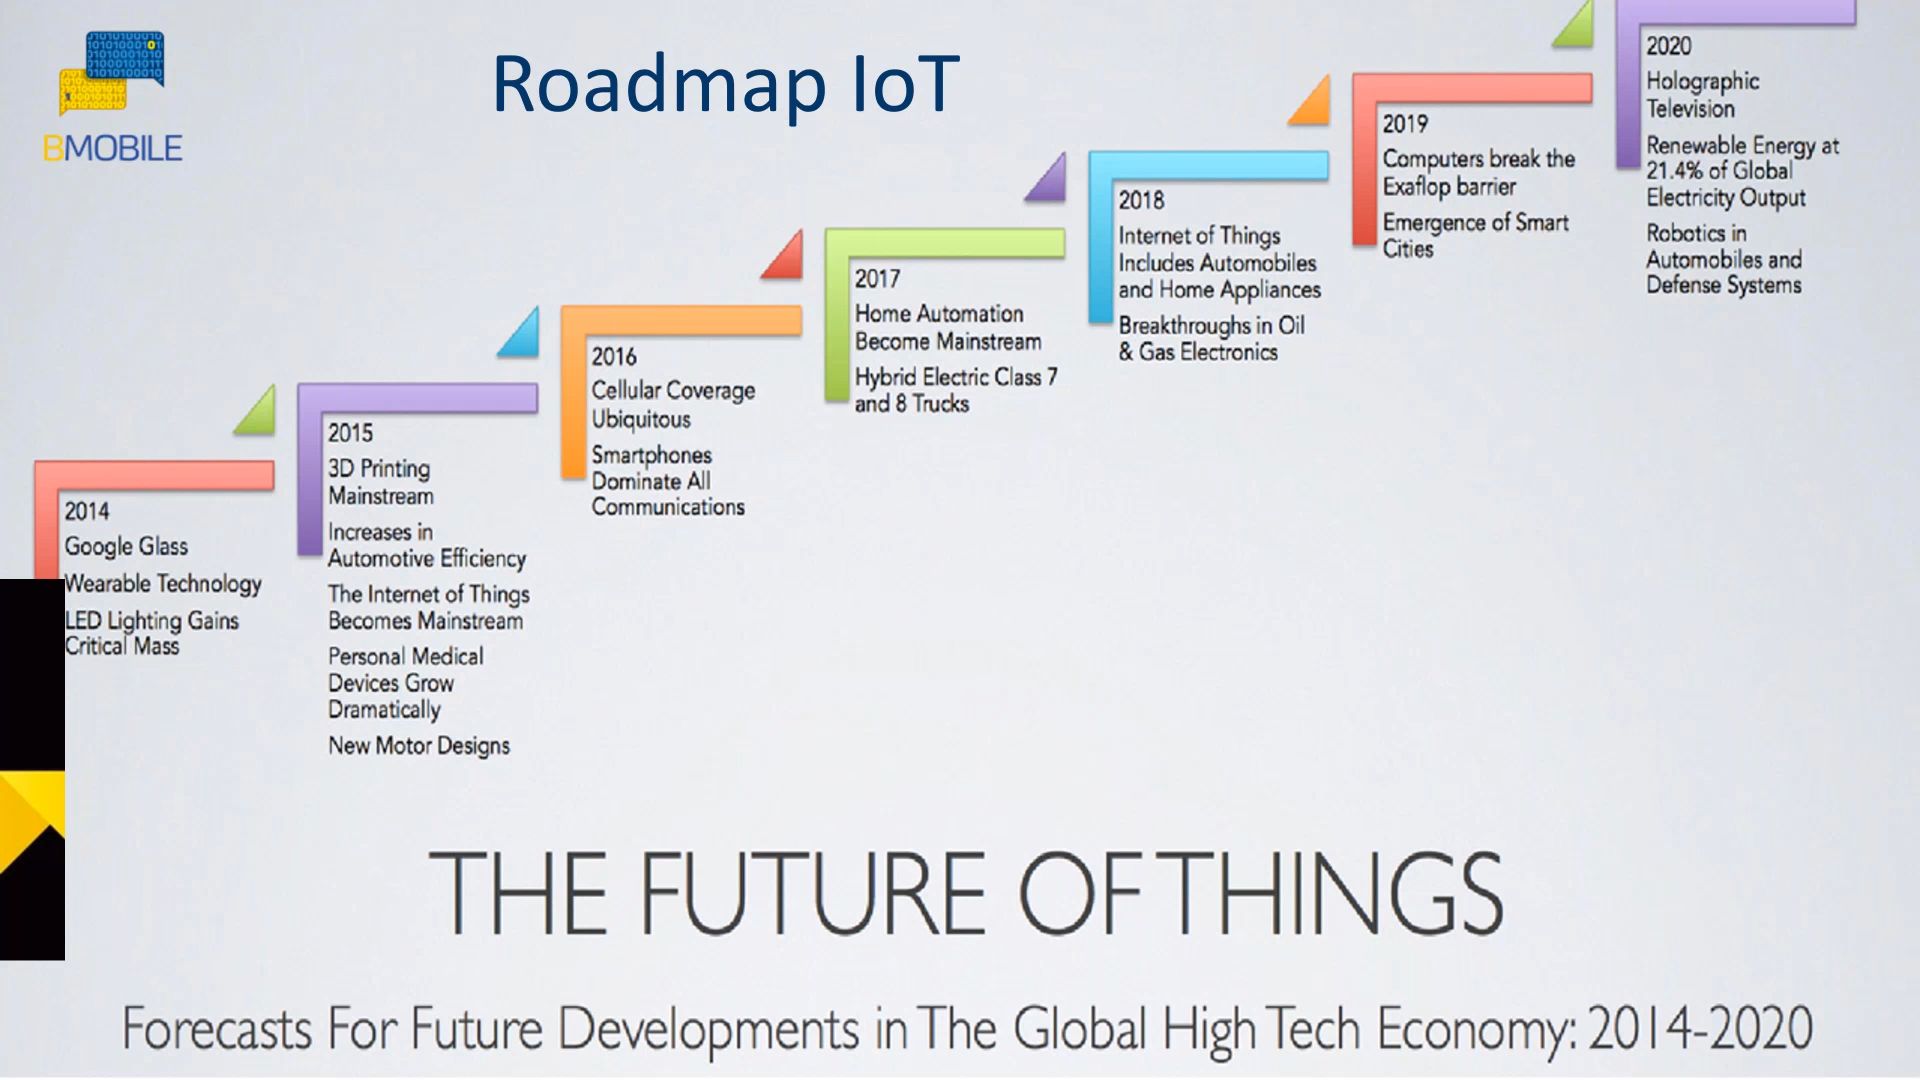 BMOBILE
Roadmap IoT
2014
Google Glass
Wearable Technology
LED Lighting Gains
Critical Mass
2015
3D Printing
Mainstream
Increases in
Automotive Efficiency
The Internet of Things
Becomes Mainstream
Personal Medical
Devices Grow
Dramatically
New Motor Designs
2016
Cellular Coverage
Ubiquitous
Smartphones
Dominate All
Communications
2017
Home Automation
Become Mainstream
Hybrid Electric Class 7
and 8 Trucks
2018
Internet of Things
Includes Automobiles
and Home Appliances
Breakthroughs in Oil
& Gas Electronics
2019
Computers break the
Exaflop barrier
Emergence of Smart
Cities
2020
Holographic
Television
Renewable Energy at
21.4% of Global
Electricity Output
Robotics in
Automobiles and
Defense Systems
THE FUTURE OF THINGS
Forecasts For Future Developments in The Global High Tech Economy: 2014-2020